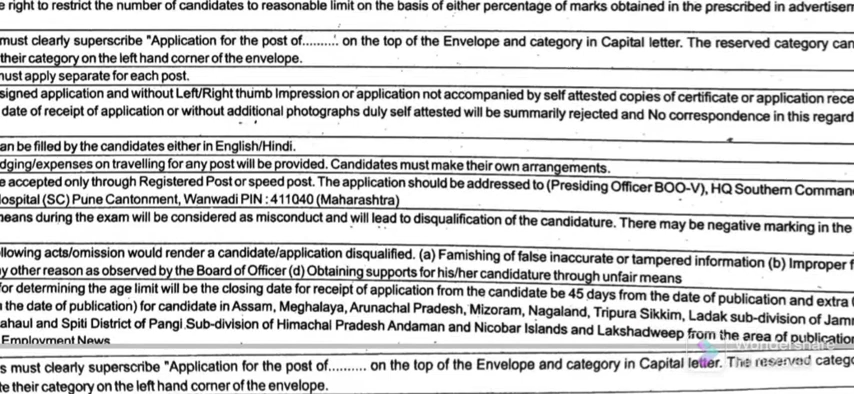 right to restrict the number of candidates to reasonable limit on the basis of either percentage of marks obtained in the prescribed in advertisem
must clearly superscribe "Application for the post of.........'. on the top of the Envelope and category in Capital letter. The reserved category can
their category on the left hand corner of the envelope.
must apply separate for each post.
signed application and without Left/Right thumb Impression or application not accompanied by self attested copies of certificate or application rece
date of receipt of application or without additional photographs duly self attested will be summarily rejected and No correspondence in this regard
an be filled by the candidates either in English/Hindi.
dging/expenses on travelling for any post will be provided. Candidates must make their own arrangements.
e accepted only through Registered Post or speed post. The application should be addressed to (Presiding Officer BOO-V), HQ Southern Comman
ospital (SC) Pune Cantonment, Wanwadi PIN : 411040 (Maharashtra)
neans during the exam will be considered as misconduct and will lead to disqualification of the candidature. There may be negative marking in the
llowing acts/omission would render a candidate/application disqualified. (a) Famishing of false inaccurate or tampered information (b) Improper f
y other reason as observed by the Board of Officer (d) Obtaining supports for his/her candidature through unfair means
for determining the age limit will be the closing date for receipt of application from the candidate be 45 days from the date of publication and extra
the date of publication) for candidate in Assam, Meghalaya, Arunachal Pradesh, Mizoram, Nagaland, Tripura Sikkim, Ladak sub-division of Jamr
ahaul and Spiti District of Pangi Sub-division of Himachal Pradesh Andaman and Nicobar Islands and Lakshadweep from the area of publication
Employment News
wondershare
s must clearly superscribe "Application for the post of.......... on the top of the Envelope and category in Capital letter. The reserved catego
te their category on the left hand corner of the envelope.